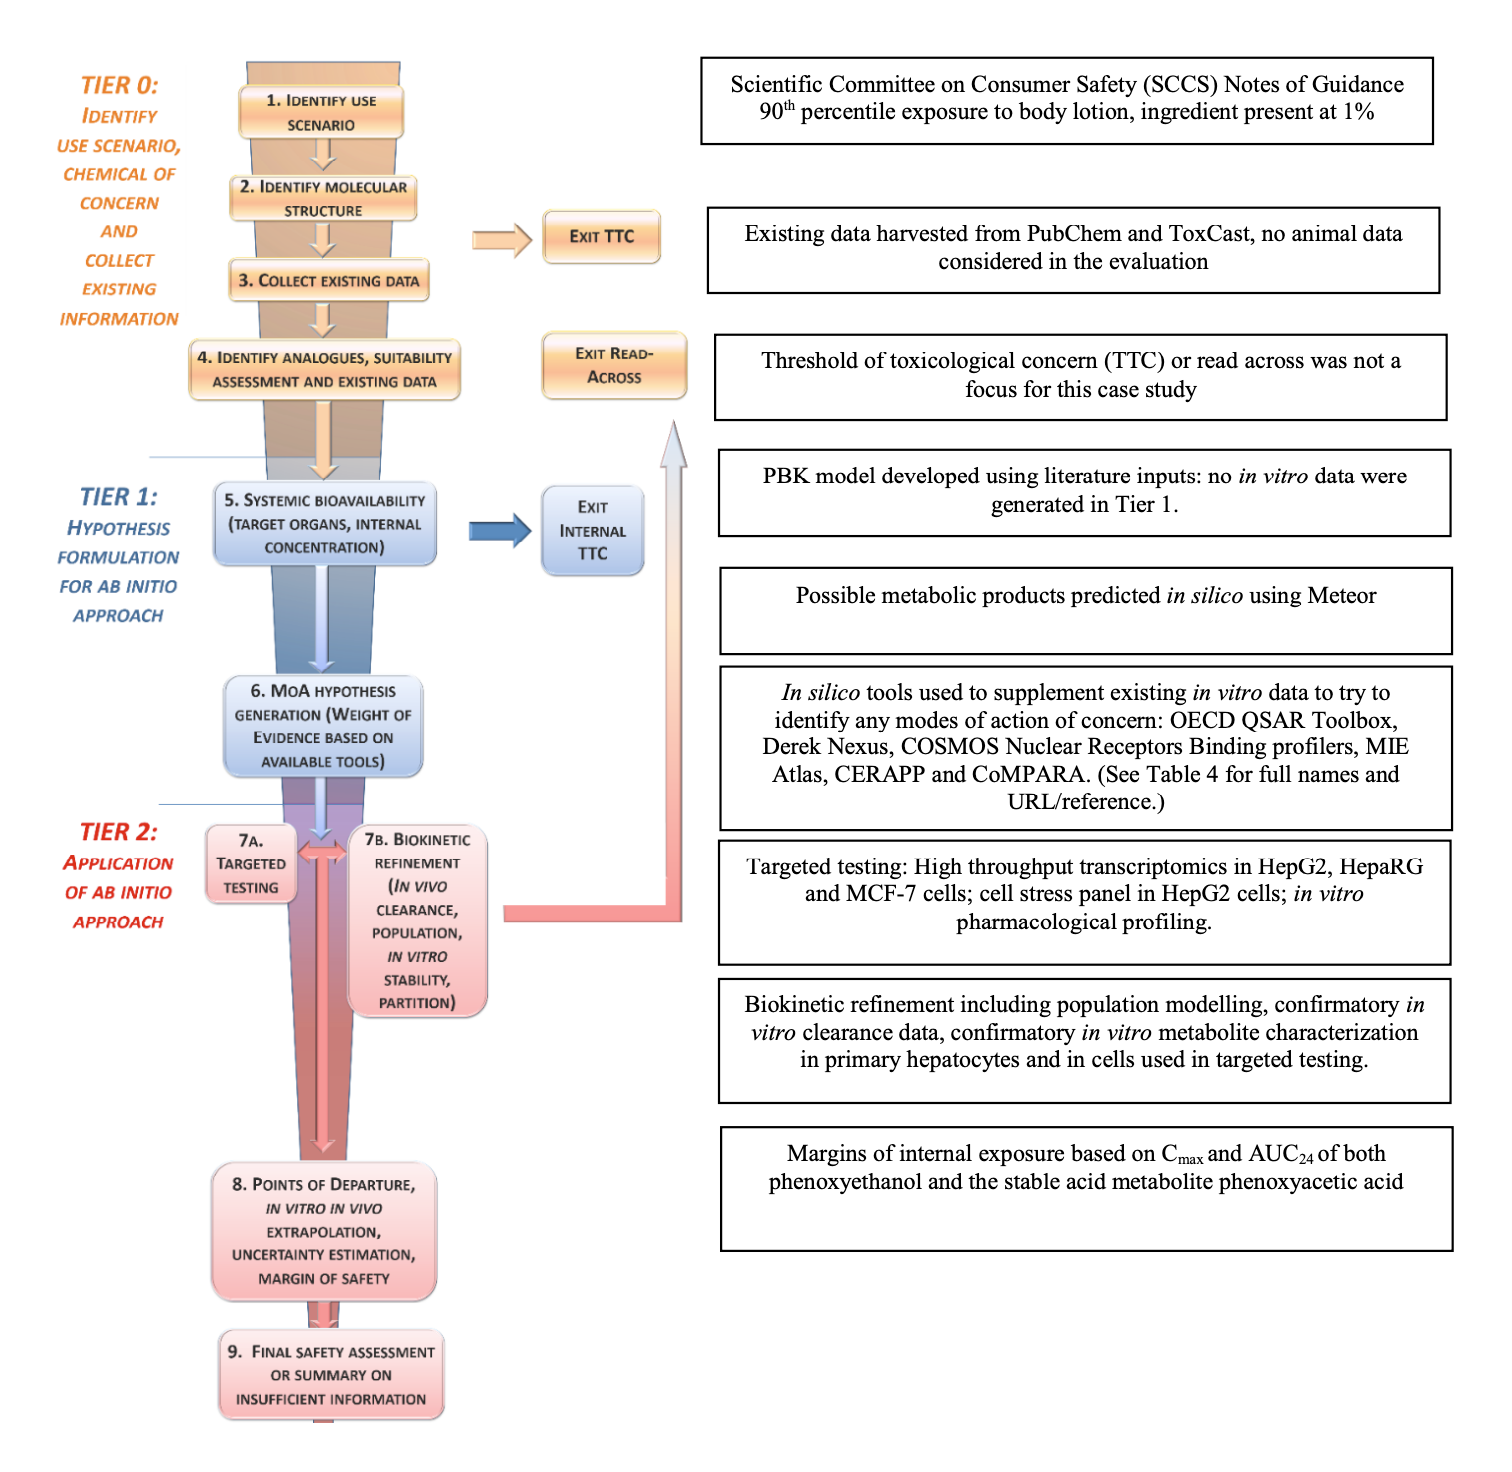 TIER 0:
IDENTIFY
USE SCENARIO,
CHEMICAL OF
CONCERN
AND
COLLECT
EXISTING
INFORMATION
1. IDENTIFY USE
SCENARIO
2. IDENTIFY MOLECULAR
STRUCTURE
3. COLLECT EXISTING DATA
4. IDENTIFY ANALOGUES, SUITABILITY
ASSESSMENT AND EXISTING DATA
EXIT TTC
EXIT READ-
ACROSS
TIER 1:
HYPOTHESIS
FORMULATION
FOR AB INITIO
APPROACH
5. SYSTEMIC BIOAVAILABILITY
(TARGET ORGANS, INTERNAL
CONCENTRATION)
EXIT
INTERNAL
TTC
6. MOA HYPOTHESIS
GENERATION (WEIGHT OF
EVIDENCE BASED ON
AVAILABLE TOOLS)
TIER 2:
APPLICATION
OF AB INITIO
APPROACH
7A.
TARGETED
TESTING
7B. BIOKINETIC
REFINEMENT
(IN VIVO
CLEARANCE,
POPULATION,
IN VITRO
STABILITY,
PARTITION)
8. POINTS OF DEPARTURE,
IN VITRO IN VIVO
EXTRAPOLATION,
UNCERTAINTY ESTIMATION,
MARGIN OF SAFETY
9. FINAL SAFETY ASSESSMENT
OR SUMMARY ON
INSUFFICIENT INFORMATION
Scientific Committee on Consumer Safety (SCCS) Notes of Guidance
90th percentile exposure to body lotion, ingredient present at 1%
Existing data harvested from PubChem and ToxCast, no animal data
considered in the evaluation
Threshold of toxicological concern (TTC) or read across was not a
focus for this case study
PBK model developed using literature inputs: no in vitro data were
generated in Tier 1.
Possible metabolic products predicted in silico using Meteor
In silico tools used to supplement existing in vitro data to try to
identify any modes of action of concern: OECD QSAR Toolbox,
Derek Nexus, COSMOS Nuclear Receptors Binding profilers, MIE
Atlas, CERAPP and CoMPARA. (See Table 4 for full names and
URL/reference.)
Targeted testing: High throughput transcriptomics in HepG2, HepaRG
and MCF-7 cells; cell stress panel in HepG2 cells; in vitro
pharmacological profiling.
Biokinetic refinement including population modelling, confirmatory in
vitro clearance data, confirmatory in vitro metabolite characterization
in primary hepatocytes and in cells used in targeted testing.
Margins of internal exposure based on Cmax and AUC24 of both
phenoxyethanol and the stable acid metabolite phenoxyacetic acid